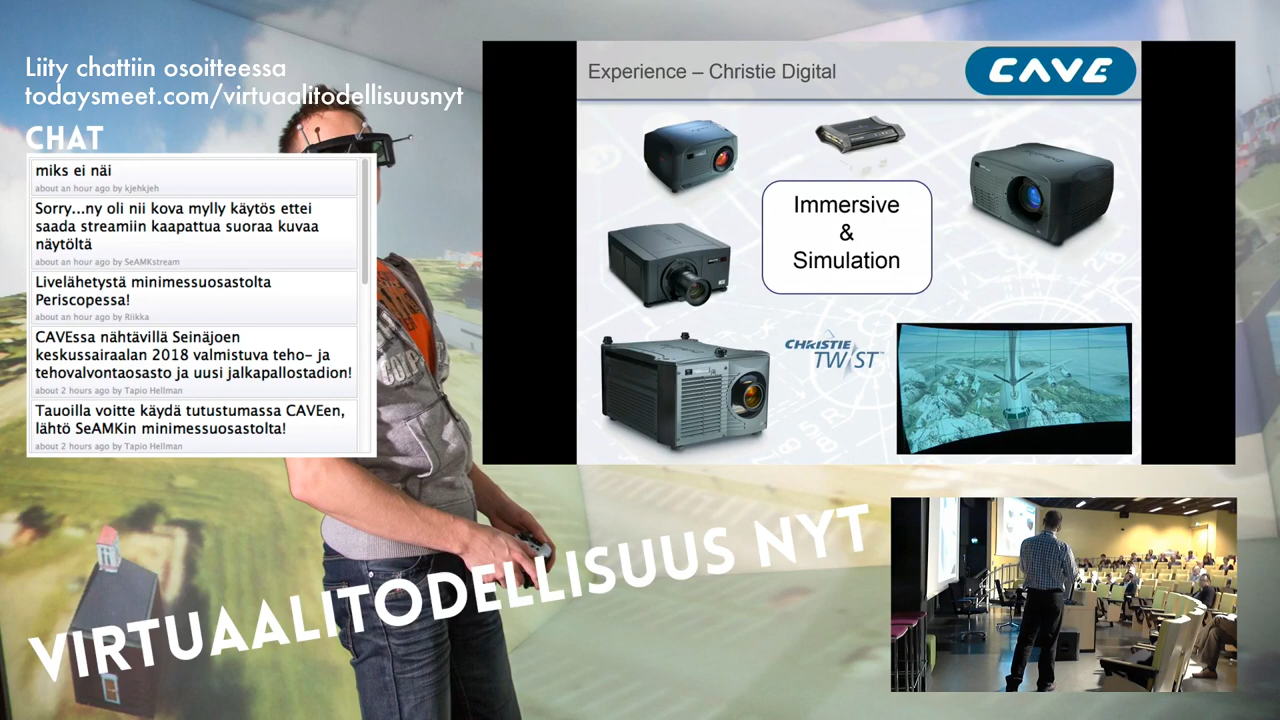 Liity chattiin osoitteessa
todaysmeet.com/virtuaalitodellisuusnyt
CHAT
miks ei näi
about an hour ago by kjehkjeh
Sorry...ny oli nii kova mylly käytös ettei
saada streamiin kaapattua suoraa kuvaa
näytöltä
about an hour ago by SeAMKstream
Livelähetystä minimessuosastolta
Periscopessa!
about an hour ago by Riikka
CAVEssa nähtävillä Seinäjoen
keskussairaalan 2018 valmistuva teho- ja
tehovalvontaosasto ja uusi jalkapallostadion!
about 2 hours ago by Tapio Hellman
Tauoilla voitte käydä tutustumassa CAVEen,
lähtö SeAMKin minimessuosastolta!
about 2 hours ago by Tapio Hellman
Experience – Christie Digital
CAVE
Immersive
&
Simulation
CHRISTIE
TWIST™
VIRTUAALITODELLISUUS NYT